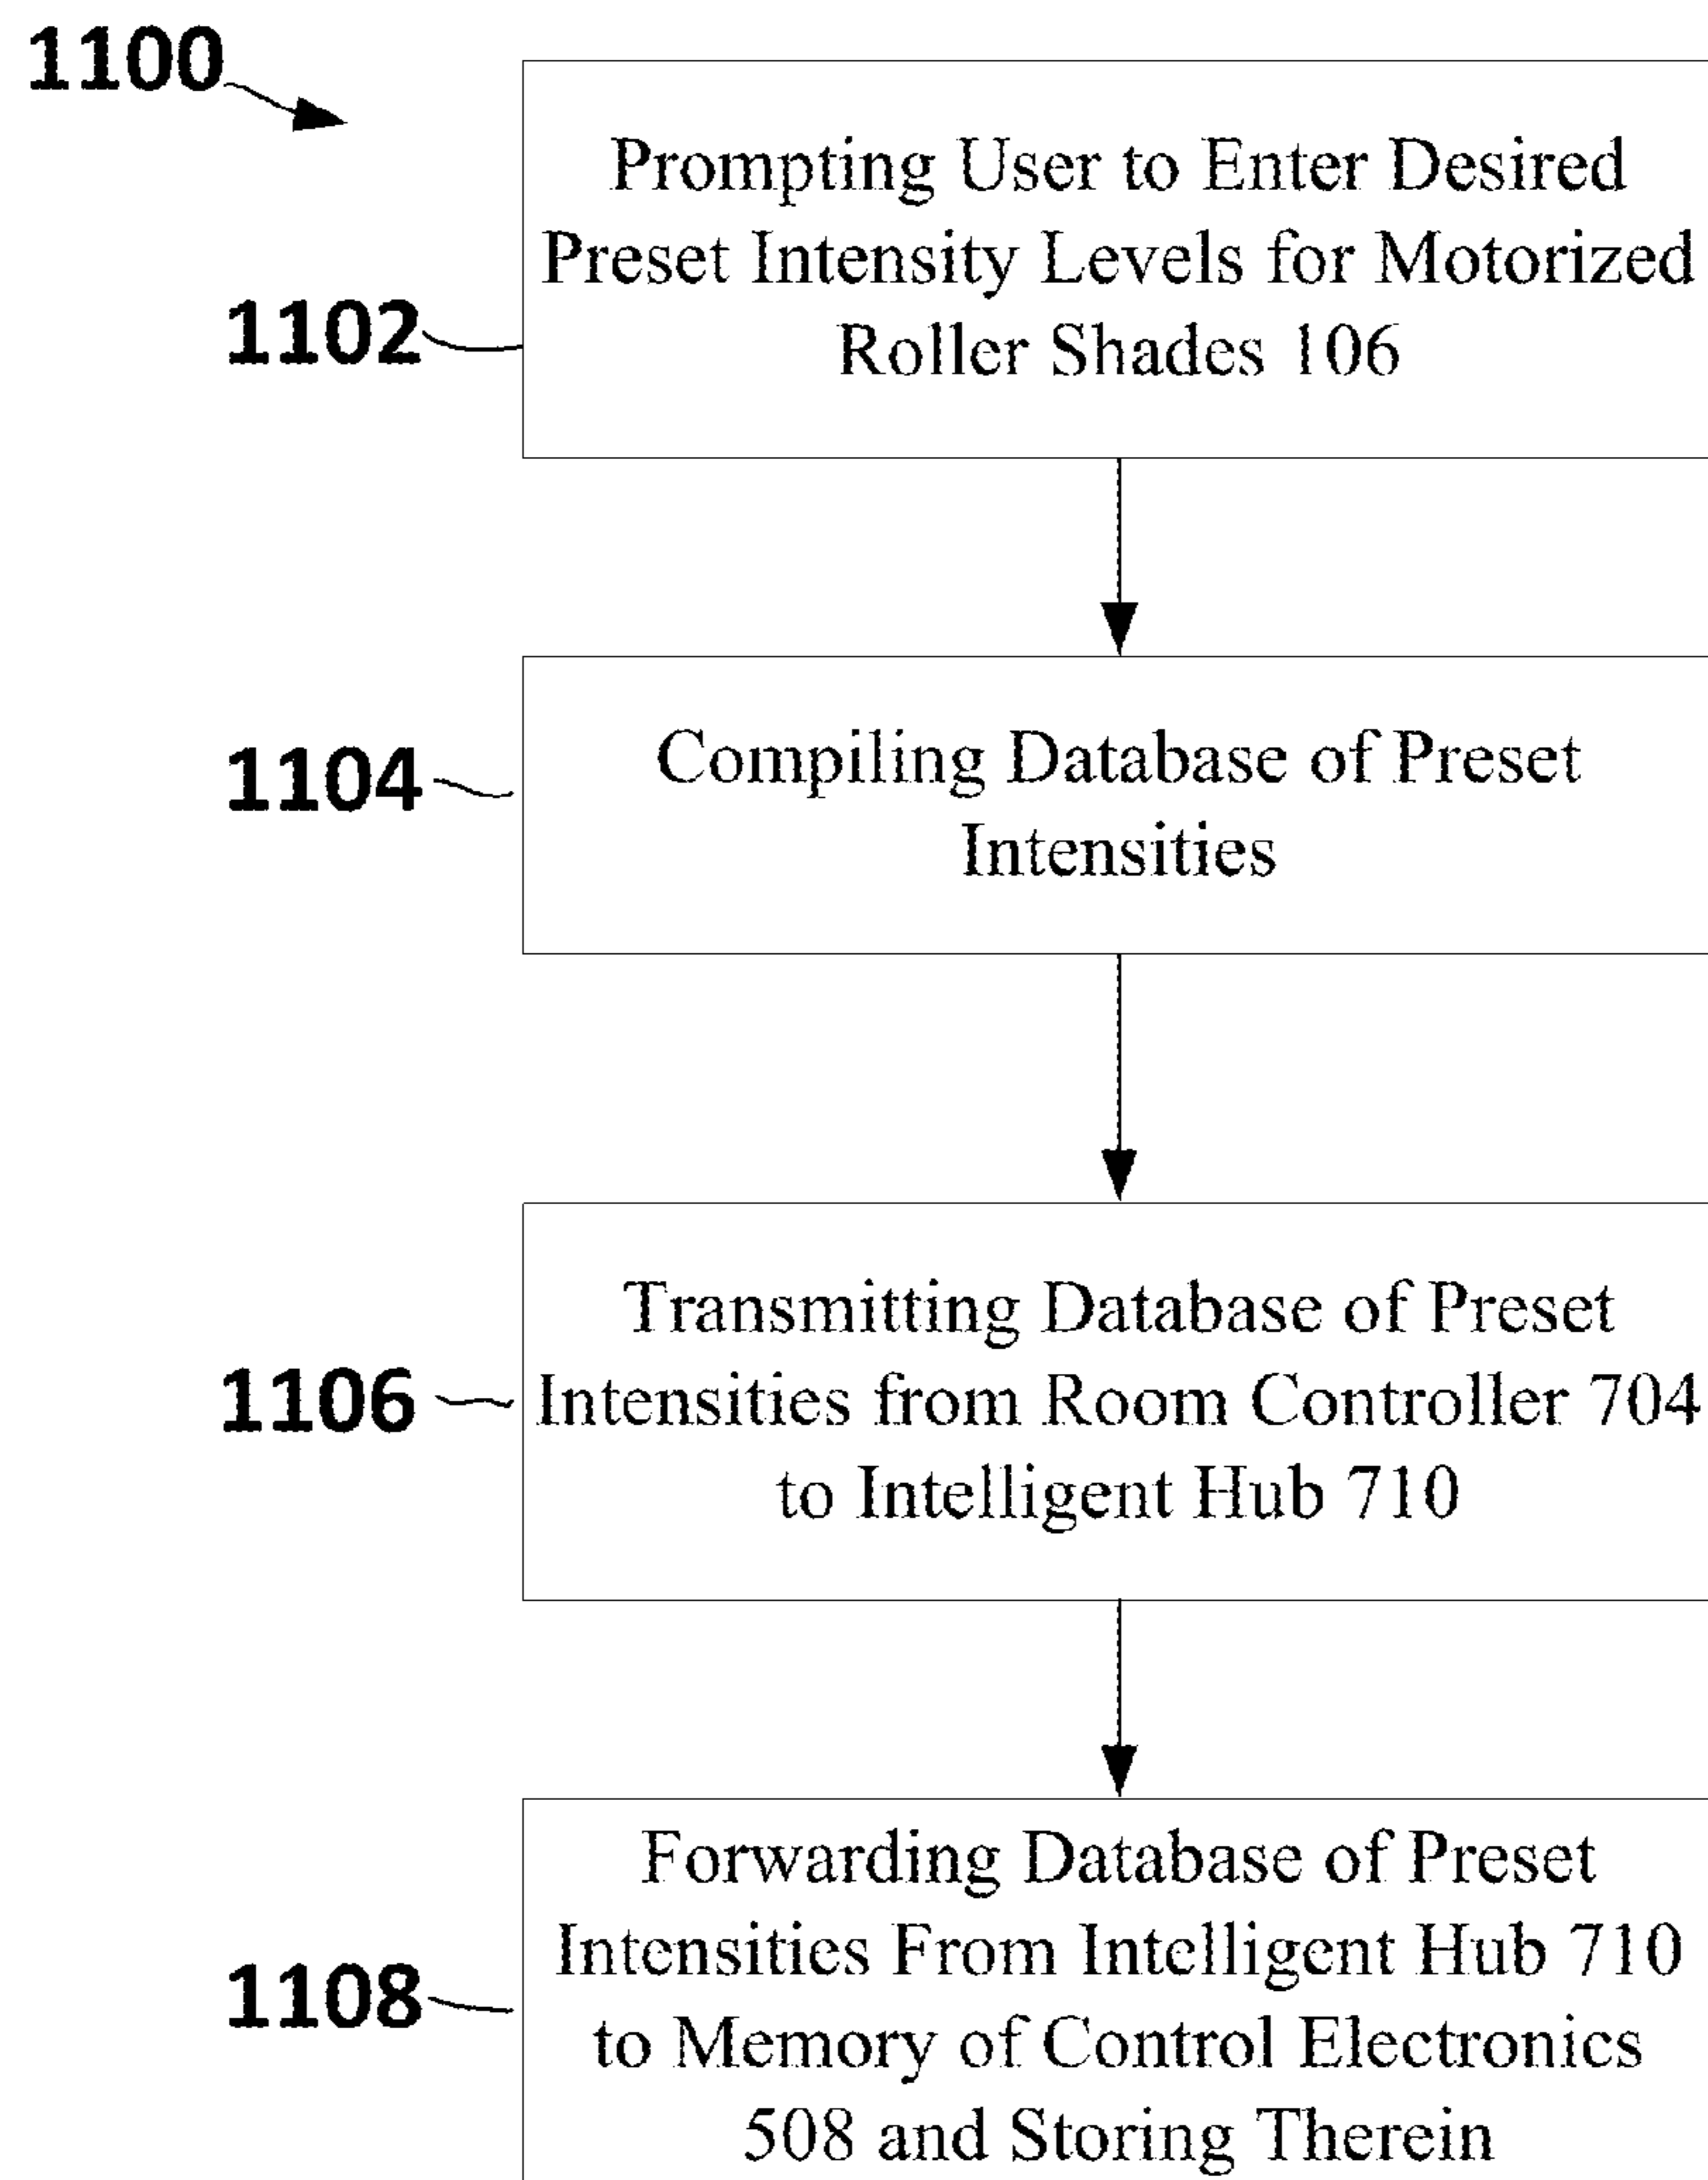 1100
Prompting User to Enter Desired
Preset Intensity Levels for Motorized
Roller Shades 106
1102
Compiling Database of Preset
Intensities
1104
Transmitting Database of Preset
Intensities from Room Controller 704
to Intelligent Hub 710
1106
Forwarding Database of Preset
Intensities From Intelligent Hub 710
to Memory of Control Electronics
508 and Storing Therein
1108